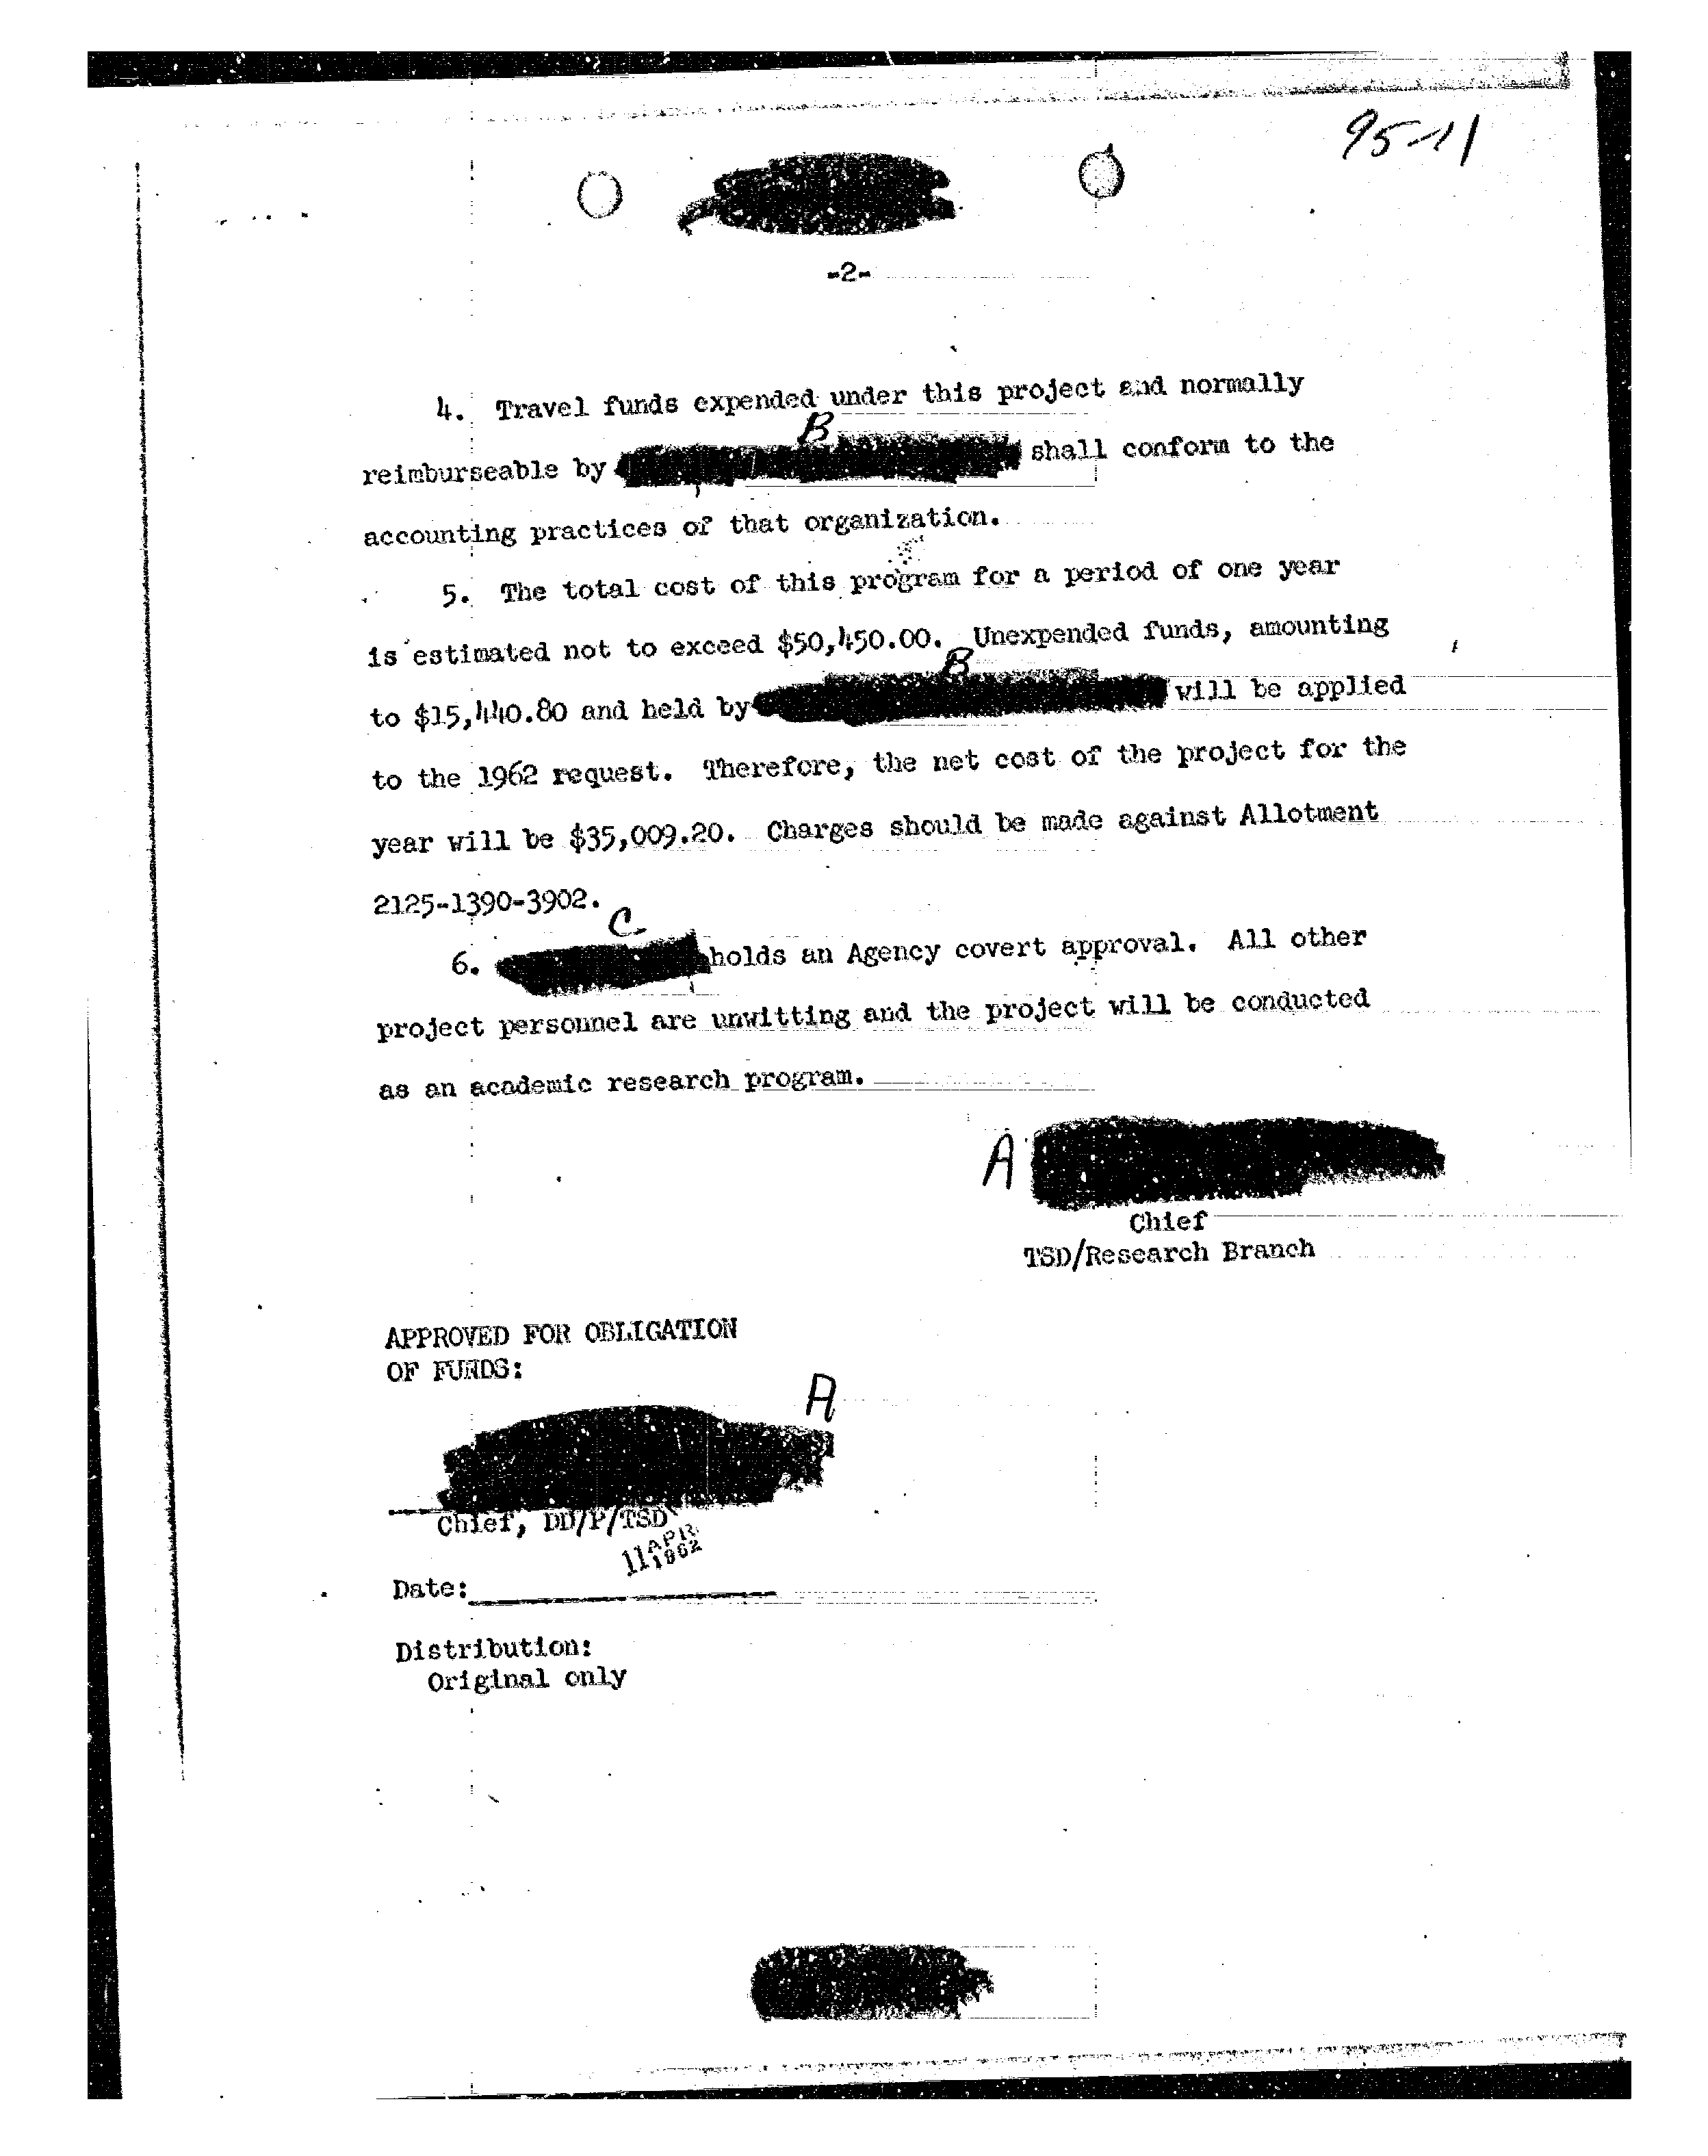 95-11
-2-
4. Travel funds expended under this project and normally
B
reimburseable by shall conform to the
accounting practices of that organization.
5. The total cost of this program for a period of one year
is estimated not to exceed $50,450.00. Unexpended funds, amounting
B
to $15,440.80 and held by will be applied
to the 1962 request. Therefore, the net cost of the project for the
year will be $35,009.20. Charges should be made against Allotment
2125-1390-3902.
C
6. holds an Agency covert approval. All other
project personnel are unwitting and the project will be conducted
as an academic research program.
A
Chief
TSD/Research Branch
APPROVED FOR OBLIGATION
OF FUNDS:
A
Chief, DD/P/TSD
11 APR 1962
Date:
Distribution:
Original only